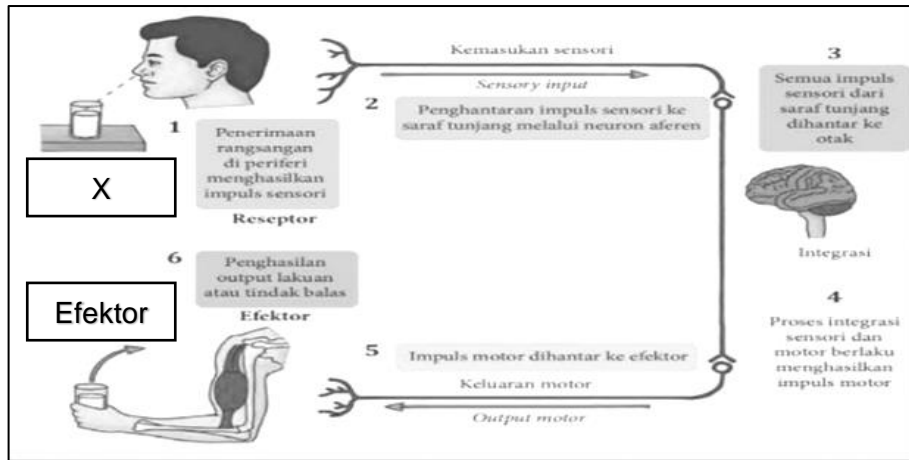 Kemasukan sensori
Sensory input
1
Penerimaan
rangsangan
di periferi
menghasilkan
impuls sensori
Reseptor
X
2
Penghantaran impuls sensori ke
saraf tunjang melalui neuron aferen
3
Semua impuls
sensori dari
saraf tunjang
dihantar ke
otak
Integrasi
4
Proses integrasi
sensori dan
motor berlaku
menghasilkan
impuls motor
5
Impuls motor dihantar ke efektor
Keluaran motor
Output motor
6
Penghasilan
output lakuan
atau tindak balas
Efektor
Efektor